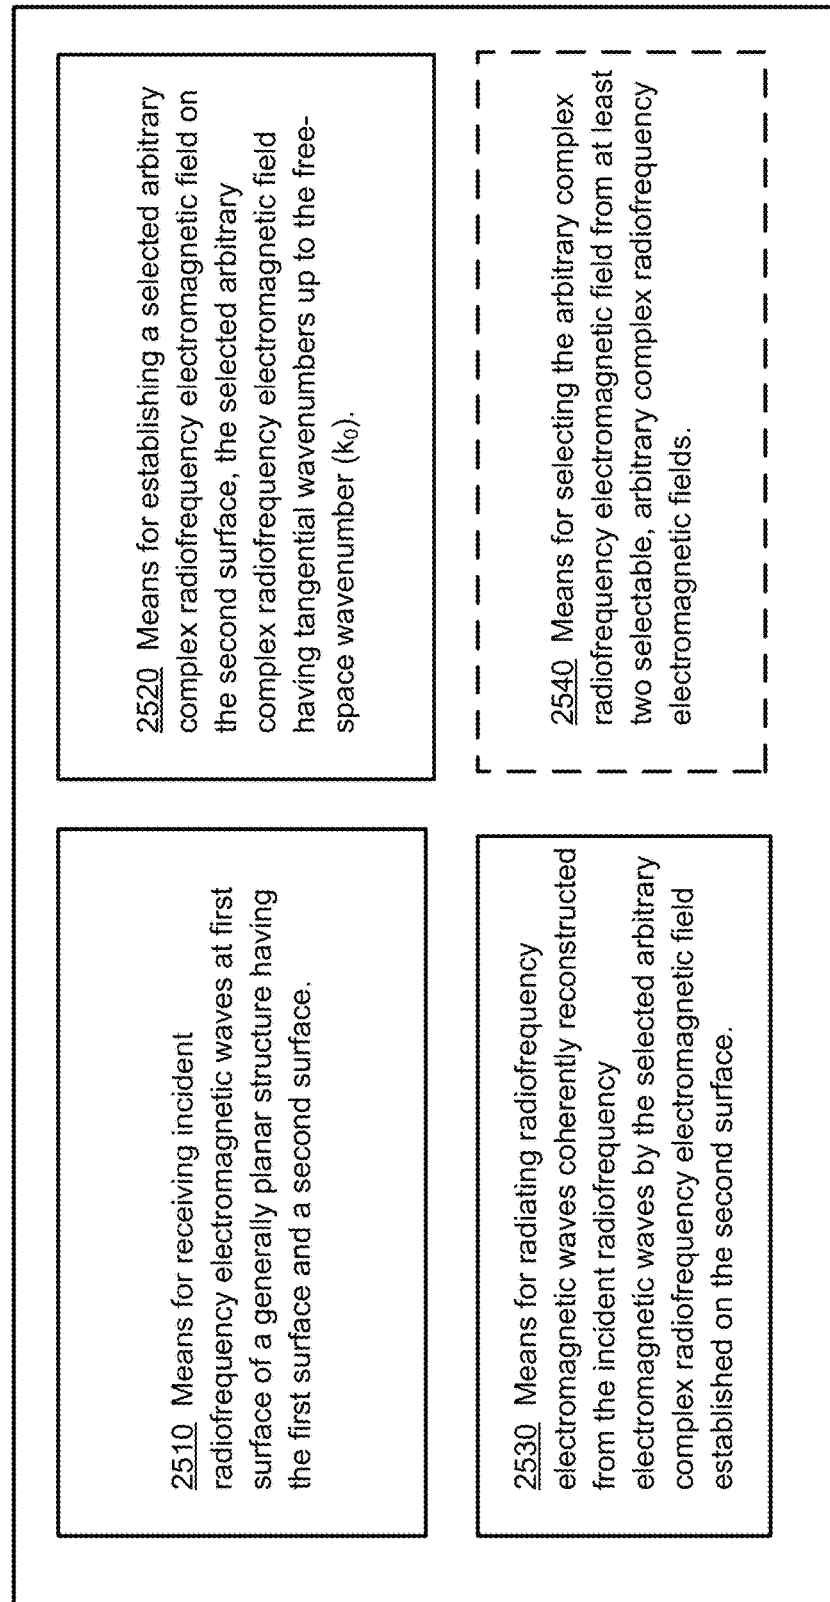 2510 Means for receiving incident
radiofrequency electromagnetic waves at first
surface of a generally planar structure having
the first surface and a second surface.
2520 Means for establishing a selected arbitrary
complex radiofrequency electromagnetic field on
the second surface, the selected arbitrary
complex radiofrequency electromagnetic field
having tangential wavenumbers up to the free-
space wavenumber (k₀).
2530 Means for radiating radiofrequency
electromagnetic waves coherently reconstructed
from the incident radiofrequency
electromagnetic waves by the selected arbitrary
complex radiofrequency electromagnetic field
established on the second surface.
2540 Means for selecting the arbitrary complex
radiofrequency electromagnetic field from at least
two selectable, arbitrary complex radiofrequency
electromagnetic fields.